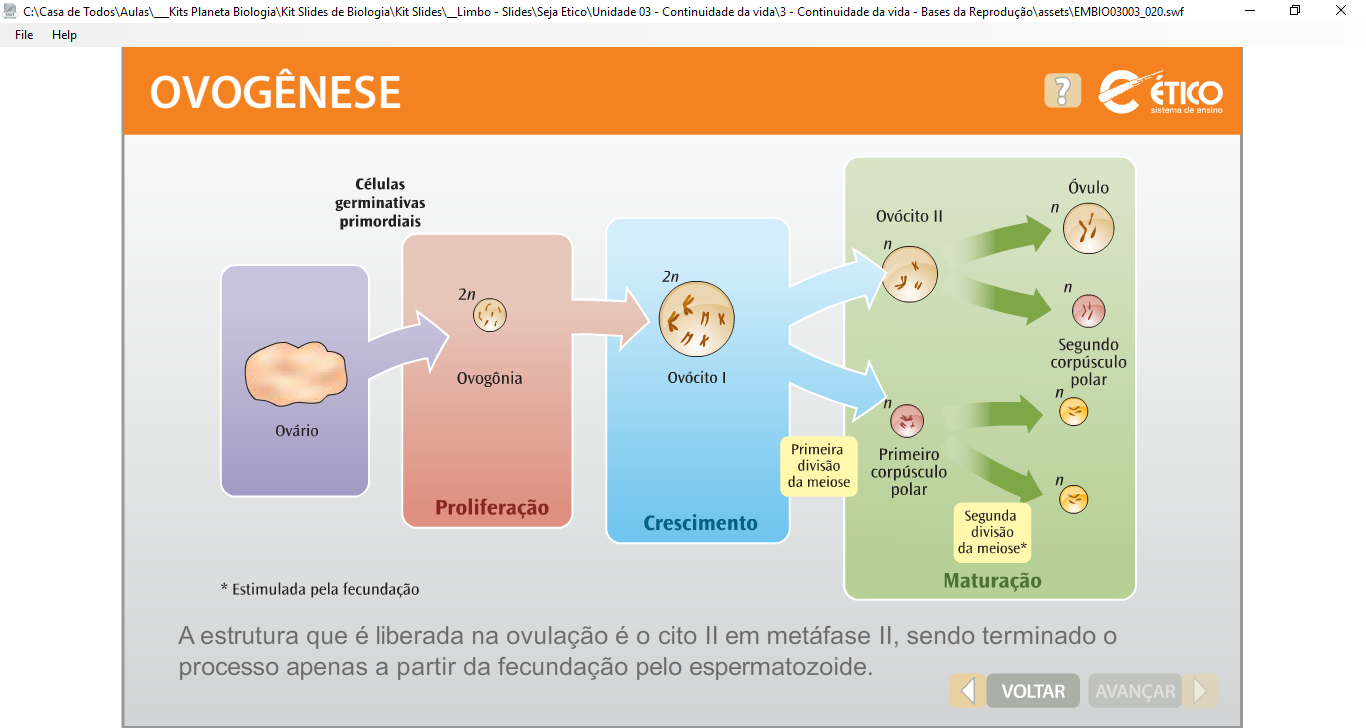 C:\Casa de Todos\Aulas\___Kits Planeta Biologia\Kit Slides de Biologia\Kit Slides\__Limbo - Slides\Seja Etico\Unidade 03 - Continuidade da vida\3 - Continuidade da vida - Bases da Reprodução\assets\EMBIO03003_020.swf
File Help
OVOGÊNESE
?
ÉTICO
sistema de ensino
Células
germinativas
primordiais
Ovário
2n
Ovogônia
Proliferação
2n
Ovócito I
Crescimento
Primeira
divisão
da meiose
Ovócito II
n
n
Primeiro
corpúsculo
polar
Segunda
divisão
da meiose*
Óvulo
n
n
Segundo
corpúsculo
polar
n
n
Maturação
* Estimulada pela fecundação
A estrutura que é liberada na ovulação é o cito II em metáfase II, sendo terminado o
processo apenas a partir da fecundação pelo espermatozoide.
VOLTAR
AVANÇAR